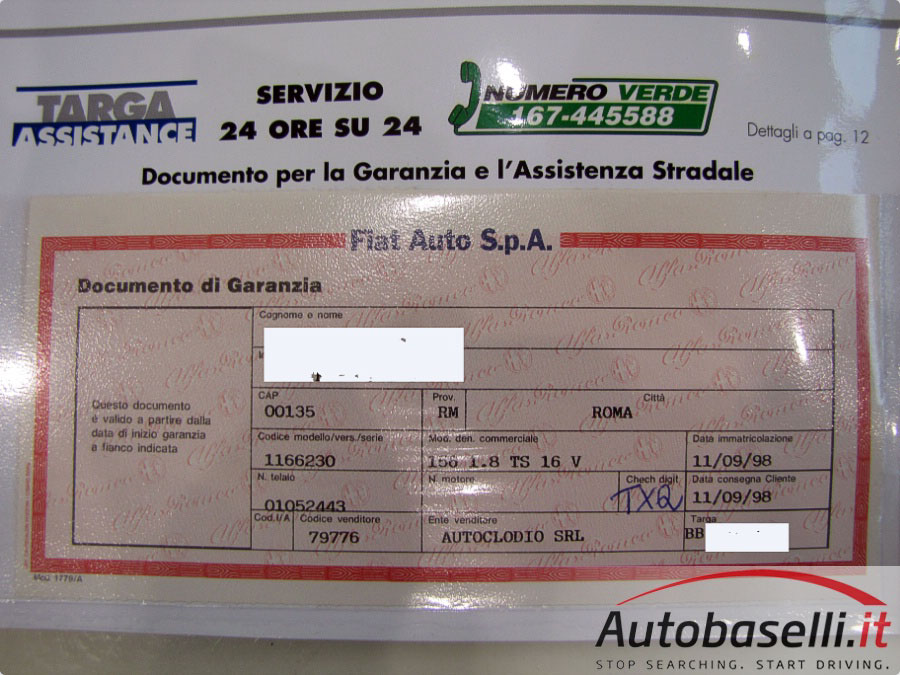 TARGA
ASSISTANCE
SERVIZIO
24 ORE SU 24
NUMERO VERDE
167-445588
Dettagli a pag. 12
Documento per la Garanzia e l'Assistenza Stradale
Fiat Auto S.p.A.
Documento di Garanzia
Cognome e nome
Questo documento
è valido a partire dalla
data di inizio garanzia
a fianco indicata
CAP
00135
Prov.
RM
Città
ROMA
Codice modello/vers./serie
1166230
Mod. den. commerciale
156 1.8 TS 16 V
Data immatricolazione
11/09/98
N. telaio
01052443
N. motore
Chech digit
TXQ
Data consegna Cliente
11/09/98
Cod. I/A
Codice venditore
79776
Ente venditore
AUTOCLODIO SRL
Targa
BB
Mod. 1779/A
Autobaselli.it
STOP SEARCHING. START DRIVING.